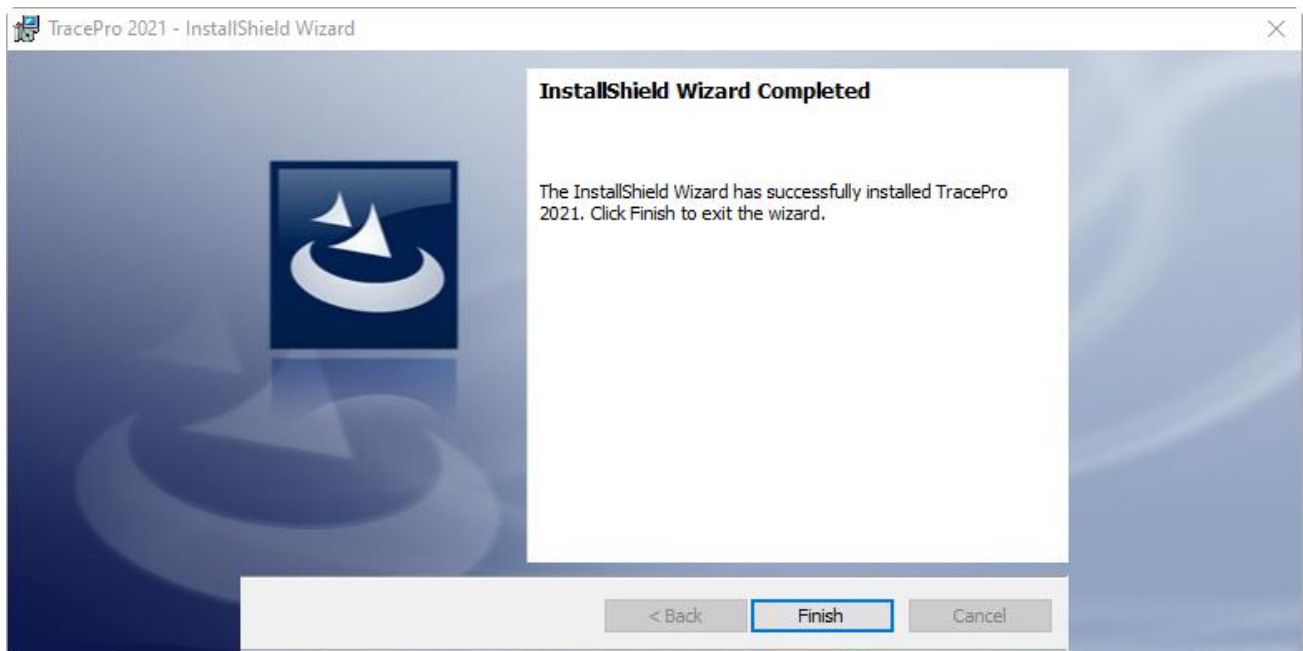 TracePro 2021 - InstallShield Wizard
InstallShield Wizard Completed
The InstallShield Wizard has successfully installed TracePro
2021. Click Finish to exit the wizard.
< Back
Finish
Cancel